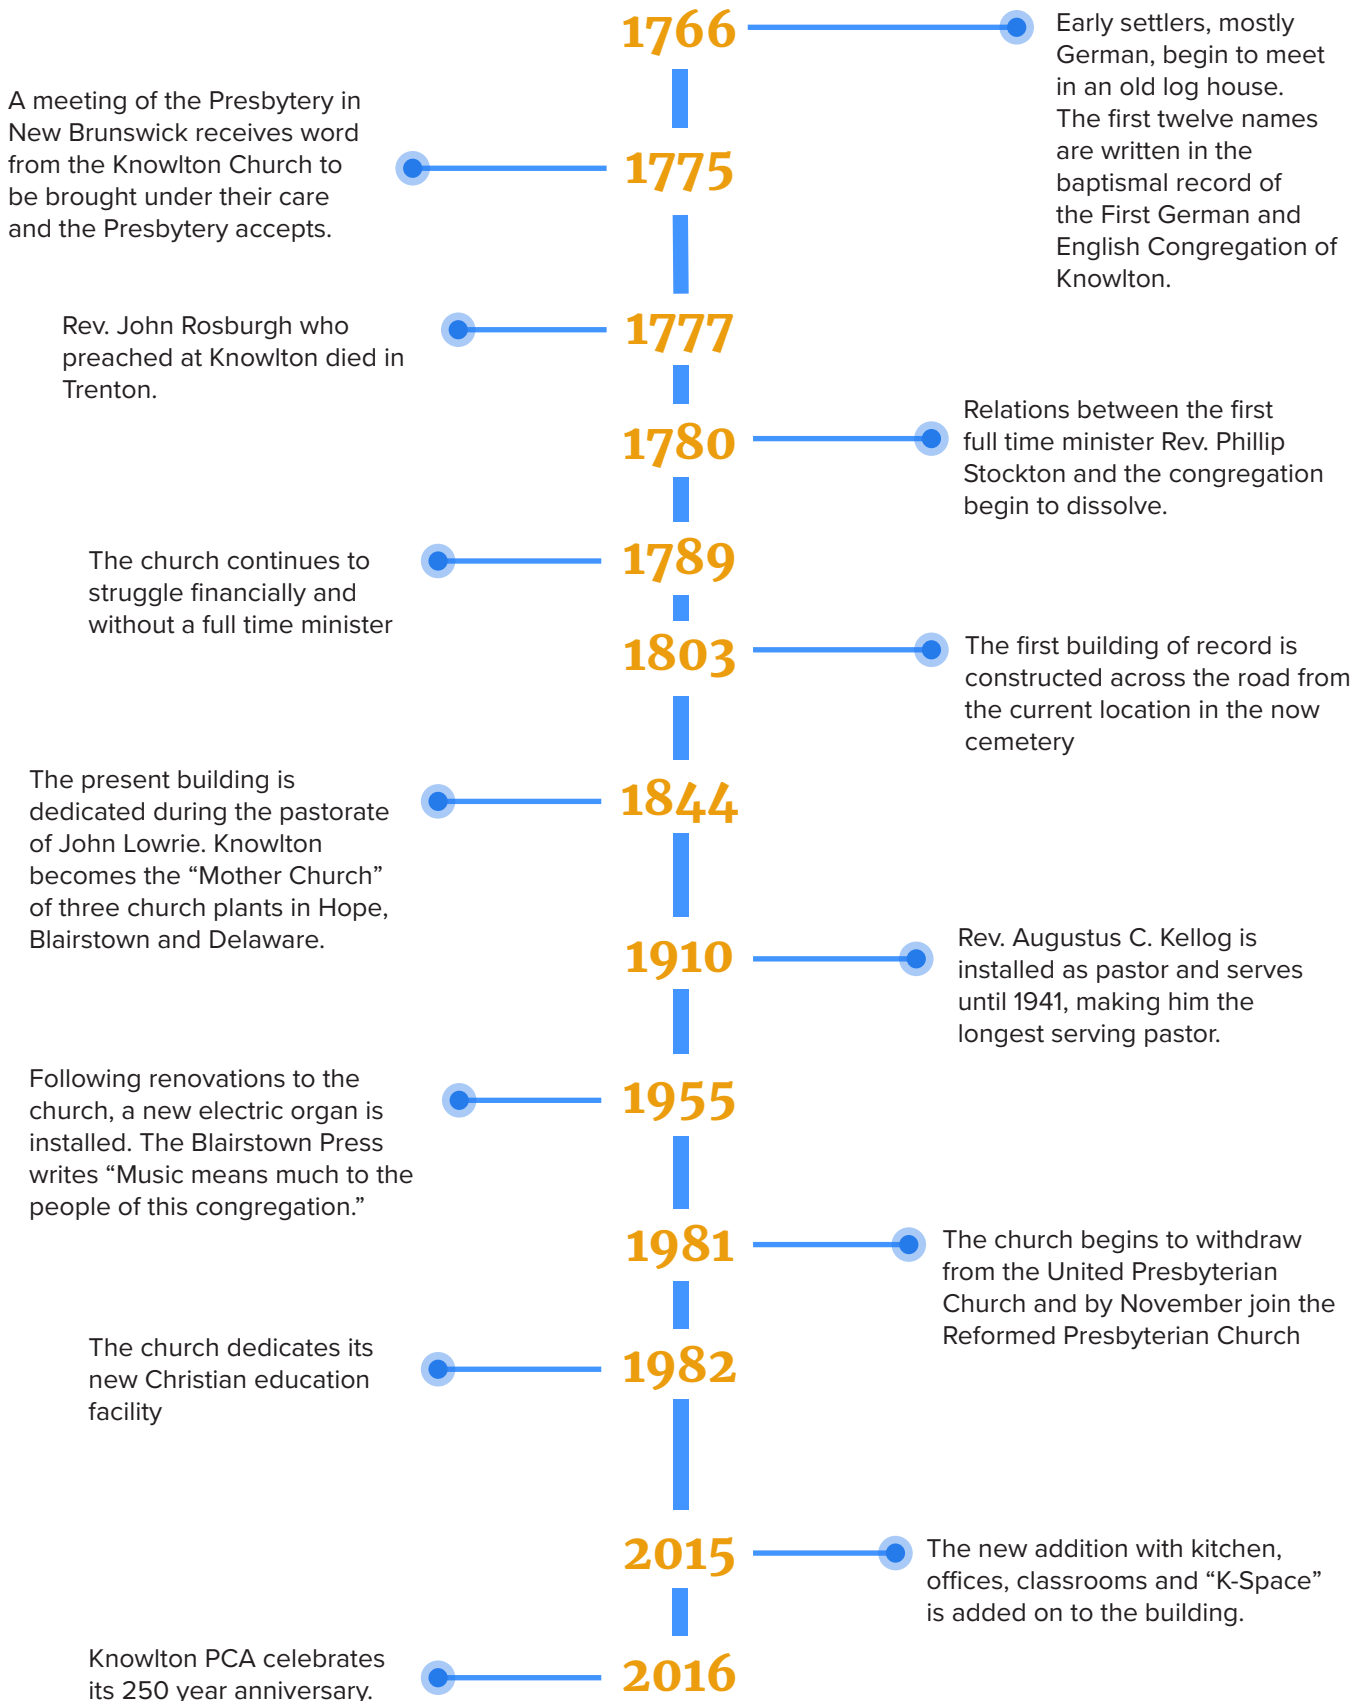 1766
Early settlers, mostly
German, begin to meet
in an old log house.
The first twelve names
are written in the
baptismal record of
the First German and
English Congregation of
Knowlton.
A meeting of the Presbytery in
New Brunswick receives word
from the Knowlton Church to
be brought under their care
and the Presbytery accepts.
1775
Rev. John Rosburgh who
preached at Knowlton died in
Trenton.
1777
1780
Relations between the first
full time minister Rev. Phillip
Stockton and the congregation
begin to dissolve.
The church continues to
struggle financially and
without a full time minister
1789
1803
The first building of record is
constructed across the road from
the current location in the now
cemetery
The present building is
dedicated during the pastorate
of John Lowrie. Knowlton
becomes the “Mother Church”
of three church plants in Hope,
Blairstown and Delaware.
1844
1910
Rev. Augustus C. Kellog is
installed as pastor and serves
until 1941, making him the
longest serving pastor.
Following renovations to the
church, a new electric organ is
installed. The Blairstown Press
writes “Music means much to the
people of this congregation.”
1955
1981
The church begins to withdraw
from the United Presbyterian
Church and by November join the
Reformed Presbyterian Church
The church dedicates its
new Christian education
facility
1982
2015
The new addition with kitchen,
offices, classrooms and “K-Space”
is added on to the building.
Knowlton PCA celebrates
its 250 year anniversary.
2016